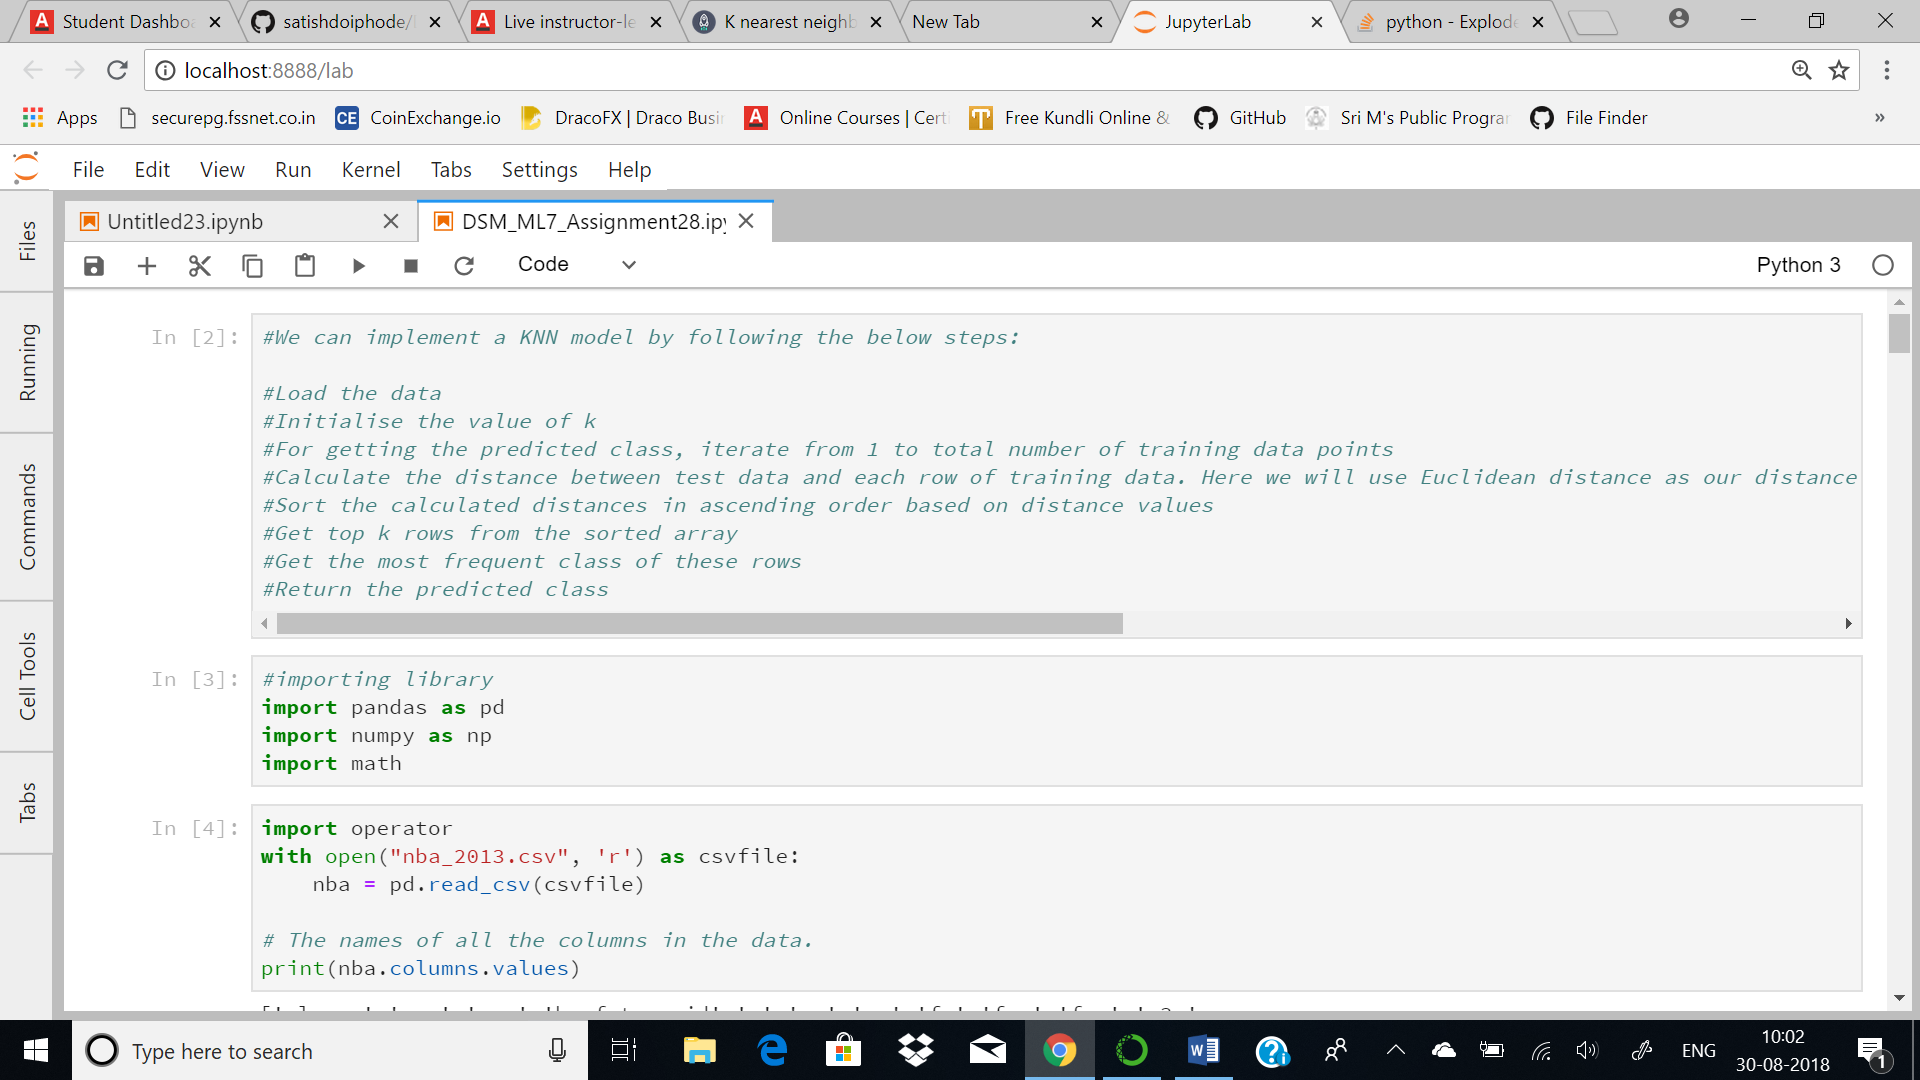 Student Dashbo
satishdoiphode/
Live instructor-le
K nearest neighb
New Tab
JupyterLab
python - Explode
localhost:8888/lab
Apps
securepg.fssnet.co.in
CE CoinExchange.io
DracoFX | Draco Busi
Online Courses | Certi
Free Kundli Online &
GitHub
Sri M's Public Progra
File Finder
»
File Edit View Run Kernel Tabs Settings Help
Files
Running
Commands
Cell Tools
Tabs
Untitled23.ipynb
DSM_ML7_Assignment28.ipy
Code
Python 3
In [2]:
#We can implement a KNN model by following the below steps:
#Load the data
#Initialise the value of k
#For getting the predicted class, iterate from 1 to total number of training data points
#Calculate the distance between test data and each row of training data. Here we will use Euclidean distance as our distance
#Sort the calculated distances in ascending order based on distance values
#Get top k rows from the sorted array
#Get the most frequent class of these rows
#Return the predicted class
In [3]:
#importing library
import pandas as pd
import numpy as np
import math
In [4]:
import operator
with open("nba_2013.csv", 'r') as csvfile:
    nba = pd.read_csv(csvfile)
# The names of all the columns in the data.
print(nba.columns.values)
Type here to search
ENG
10:02
30-08-2018
1